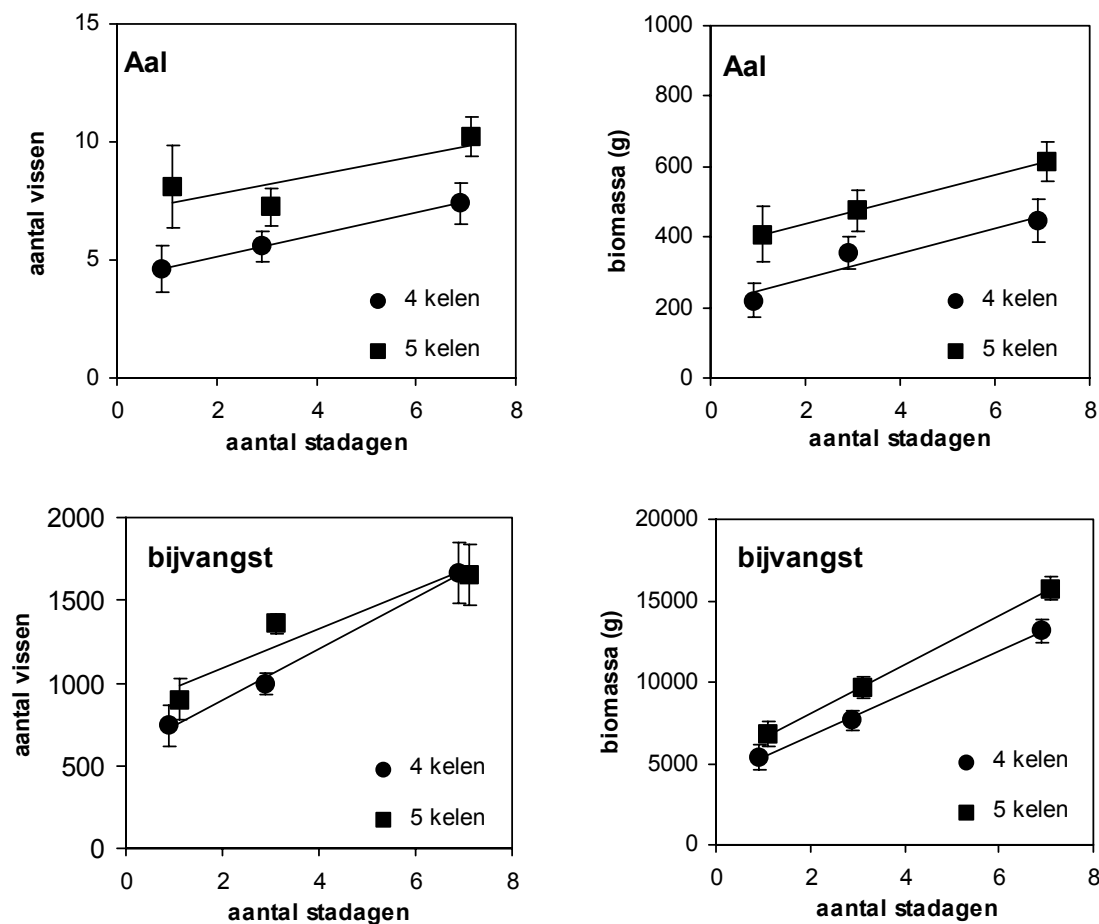 Aal
aantal vissen
15
10
5
0
0 2 4 6 8
aantal stadagen
4 kelen
5 kelen
Aal
biomassa (g)
1000
800
600
400
200
0
0 2 4 6 8
aantal stadagen
4 kelen
5 kelen
bijvangst
aantal vissen
2000
1500
1000
500
0
0 2 4 6 8
aantal stadagen
4 kelen
5 kelen
bijvangst
biomassa (g)
20000
15000
10000
5000
0
0 2 4 6 8
aantal stadagen
4 kelen
5 kelen